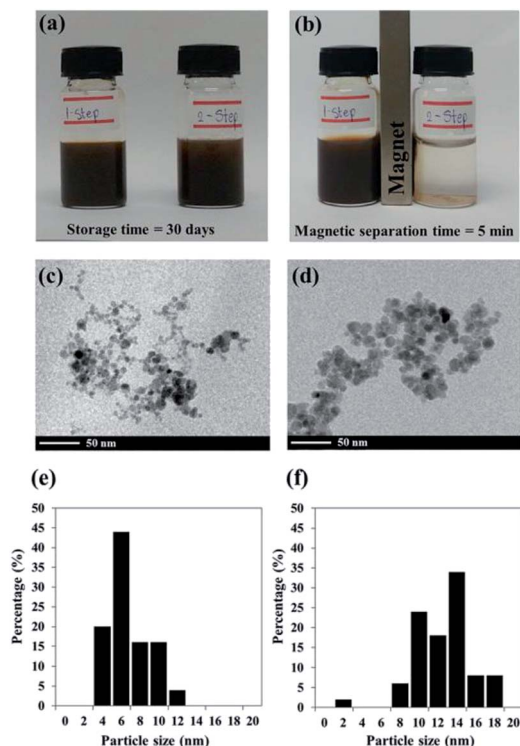 (a)
(b)
1-Step
2-Step
1-Step
2-Step
Magnet
Storage time = 30 days
Magnetic separation time = 5 min
(c)
(d)
50 nm
50 nm
(e)
(f)
50
45
40
35
30
25
20
15
10
5
0
Percentage (%)
0 2 4 6 8 10 12 14 16 18 20
Particle size (nm)
50
45
40
35
30
25
20
15
10
5
0
Percentage (%)
0 2 4 6 8 10 12 14 16 18 20
Particle size (nm)